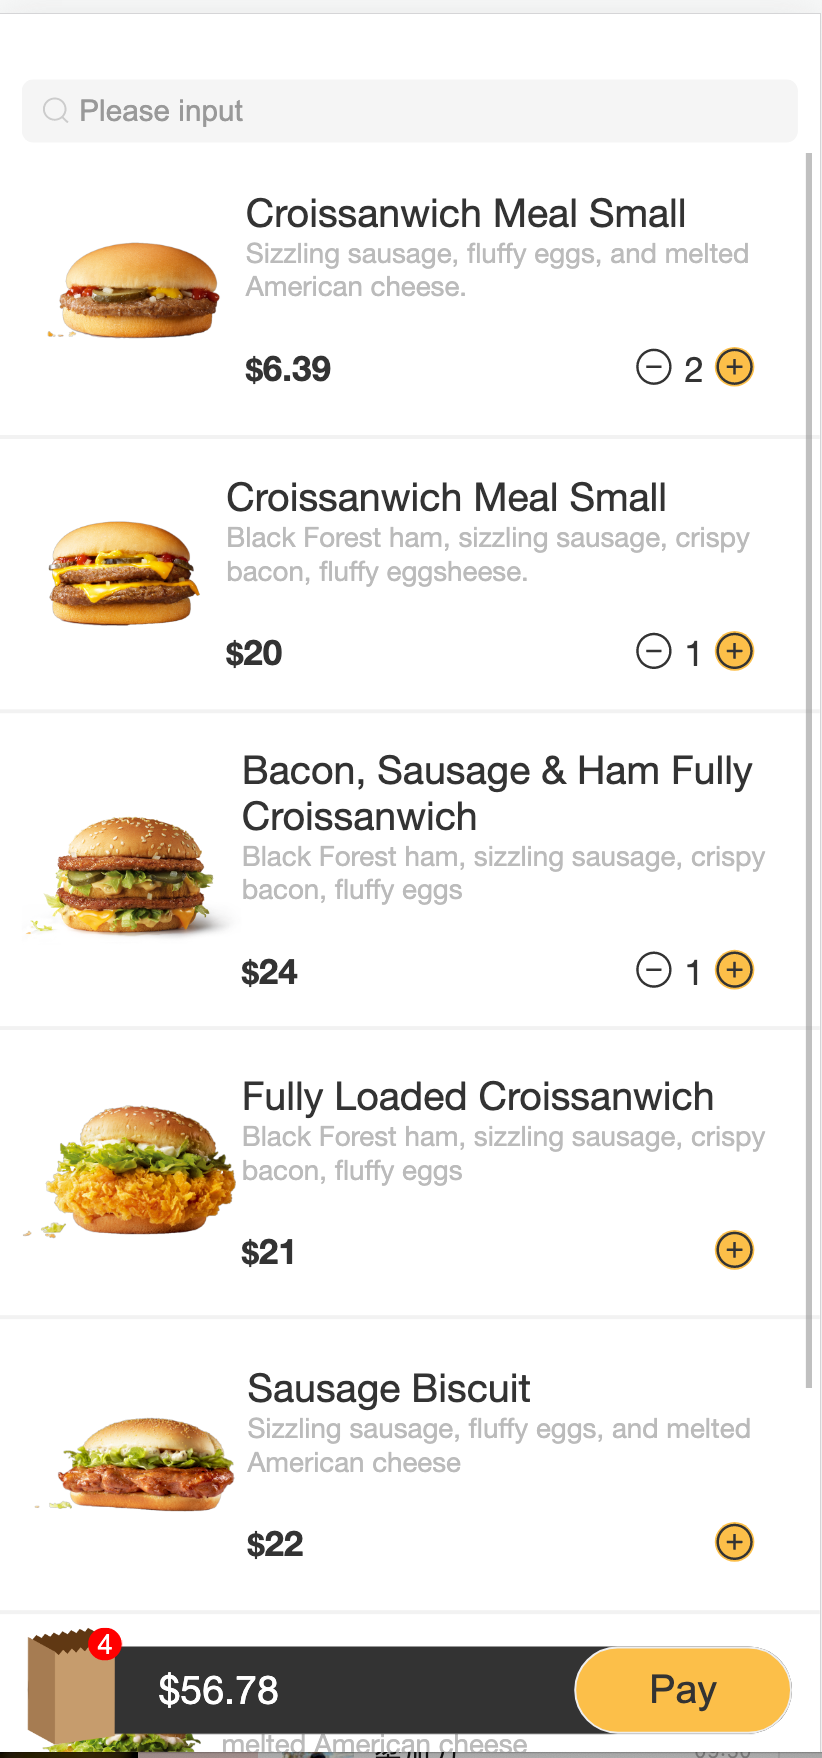 Please input
Croissanwich Meal Small
Sizzling sausage, fluffy eggs, and melted
American cheese.
$6.39
2
Croissanwich Meal Small
Black Forest ham, sizzling sausage, crispy
bacon, fluffy eggsheese.
$20
1
Bacon, Sausage & Ham Fully
Croissanwich
Black Forest ham, sizzling sausage, crispy
bacon, fluffy eggs
$24
1
Fully Loaded Croissanwich
Black Forest ham, sizzling sausage, crispy
bacon, fluffy eggs
$21
Sausage Biscuit
Sizzling sausage, fluffy eggs, and melted
American cheese
$22
4
$56.78
Pay
melted American cheese